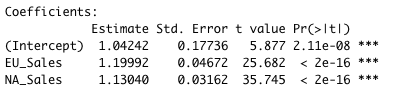 Coefficients:
            Estimate Std. Error t value Pr(>|t|)
(Intercept)  1.04242    0.17736   5.877 2.11e-08 ***
EU_Sales     1.19992    0.04672  25.682  < 2e-16 ***
NA_Sales     1.13040    0.03162  35.745  < 2e-16 ***